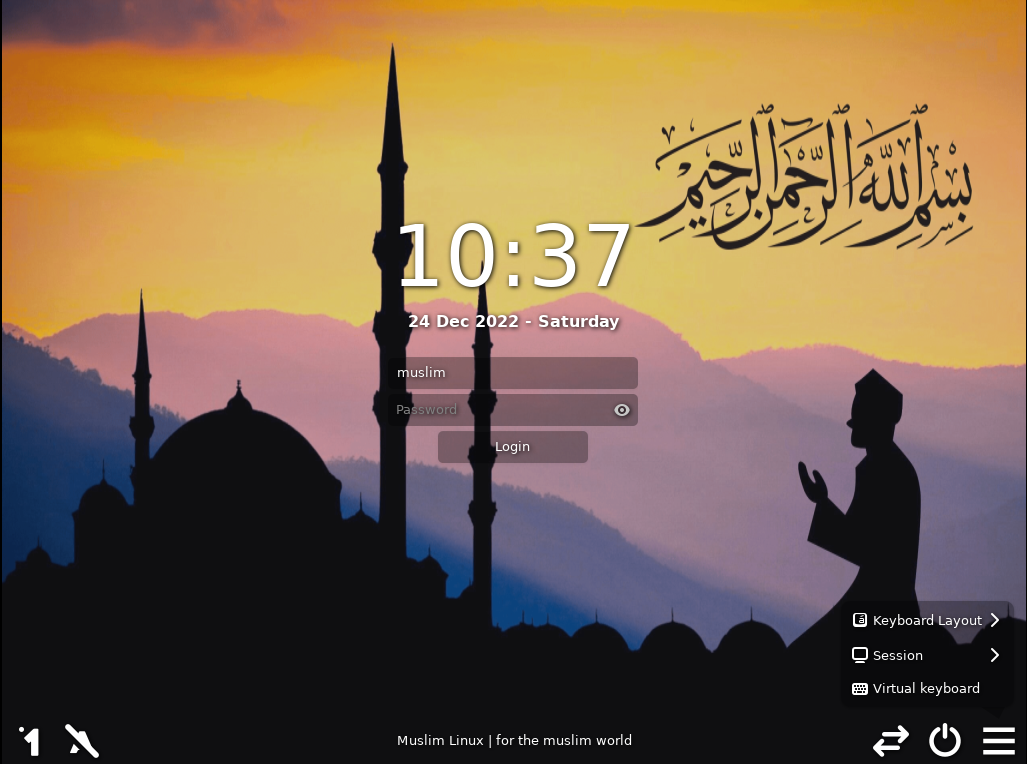 بسم الله الرحمن الرحيم
10:37
24 Dec 2022 - Saturday
muslim
Password
Login
Keyboard Layout
Session
Virtual keyboard
Muslim Linux | for the muslim world